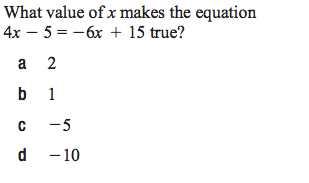 What value of x makes the equation
4x − 5 = −6x + 15 true?
a 2
b 1
c −5
d −10